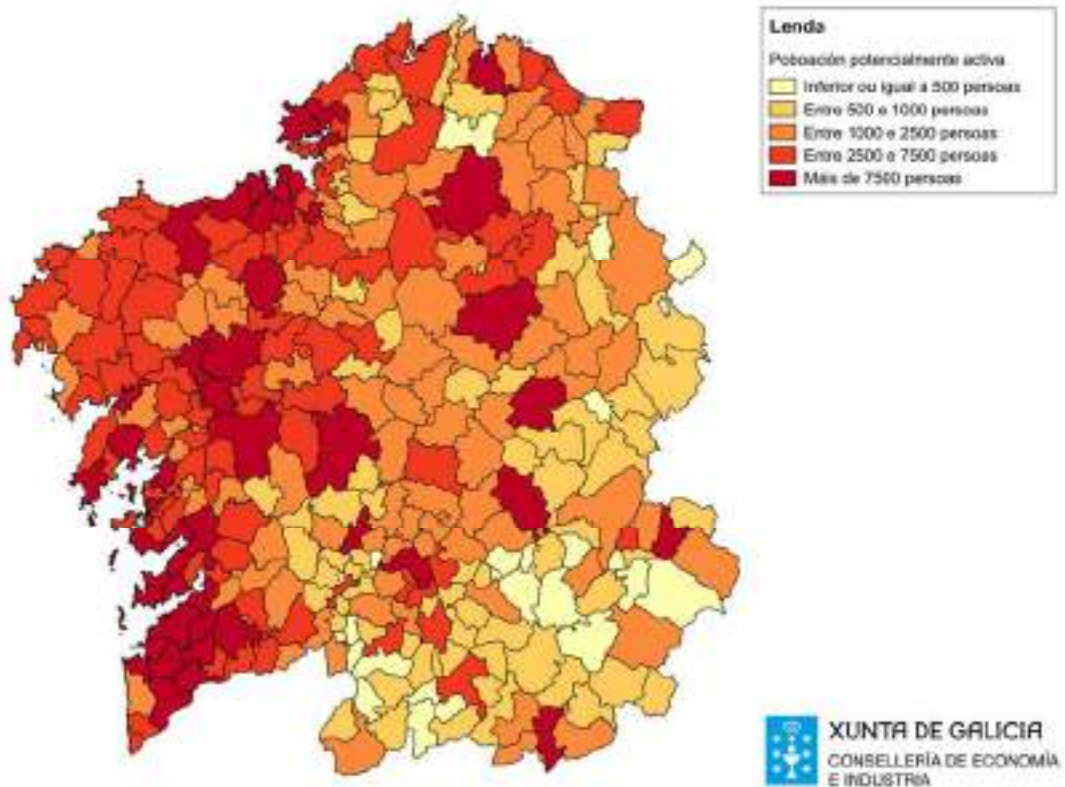 Lenda
Poboación potencialmente activa
Inferior ou igual a 500 persoas
Entre 500 e 1000 persoas
Entre 1000 e 2500 persoas
Entre 2500 e 7500 persoas
Máis de 7500 persoas
XUNTA DE GALICIA
CONSELLERÍA DE ECONOMÍA
E INDUSTRIA